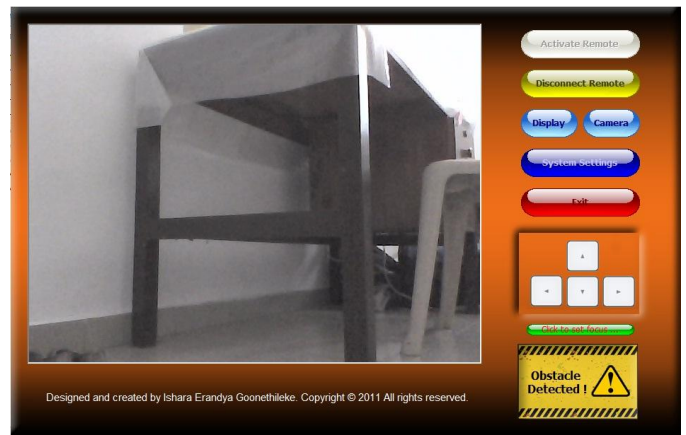 Activate Remote
Disconnect Remote
Display
Camera
System Settings
Exit
Click to set focus ...
Obstacle
Detected !
Designed and created by Ishara Erandya Goonethileke. Copyright © 2011 All rights reserved.